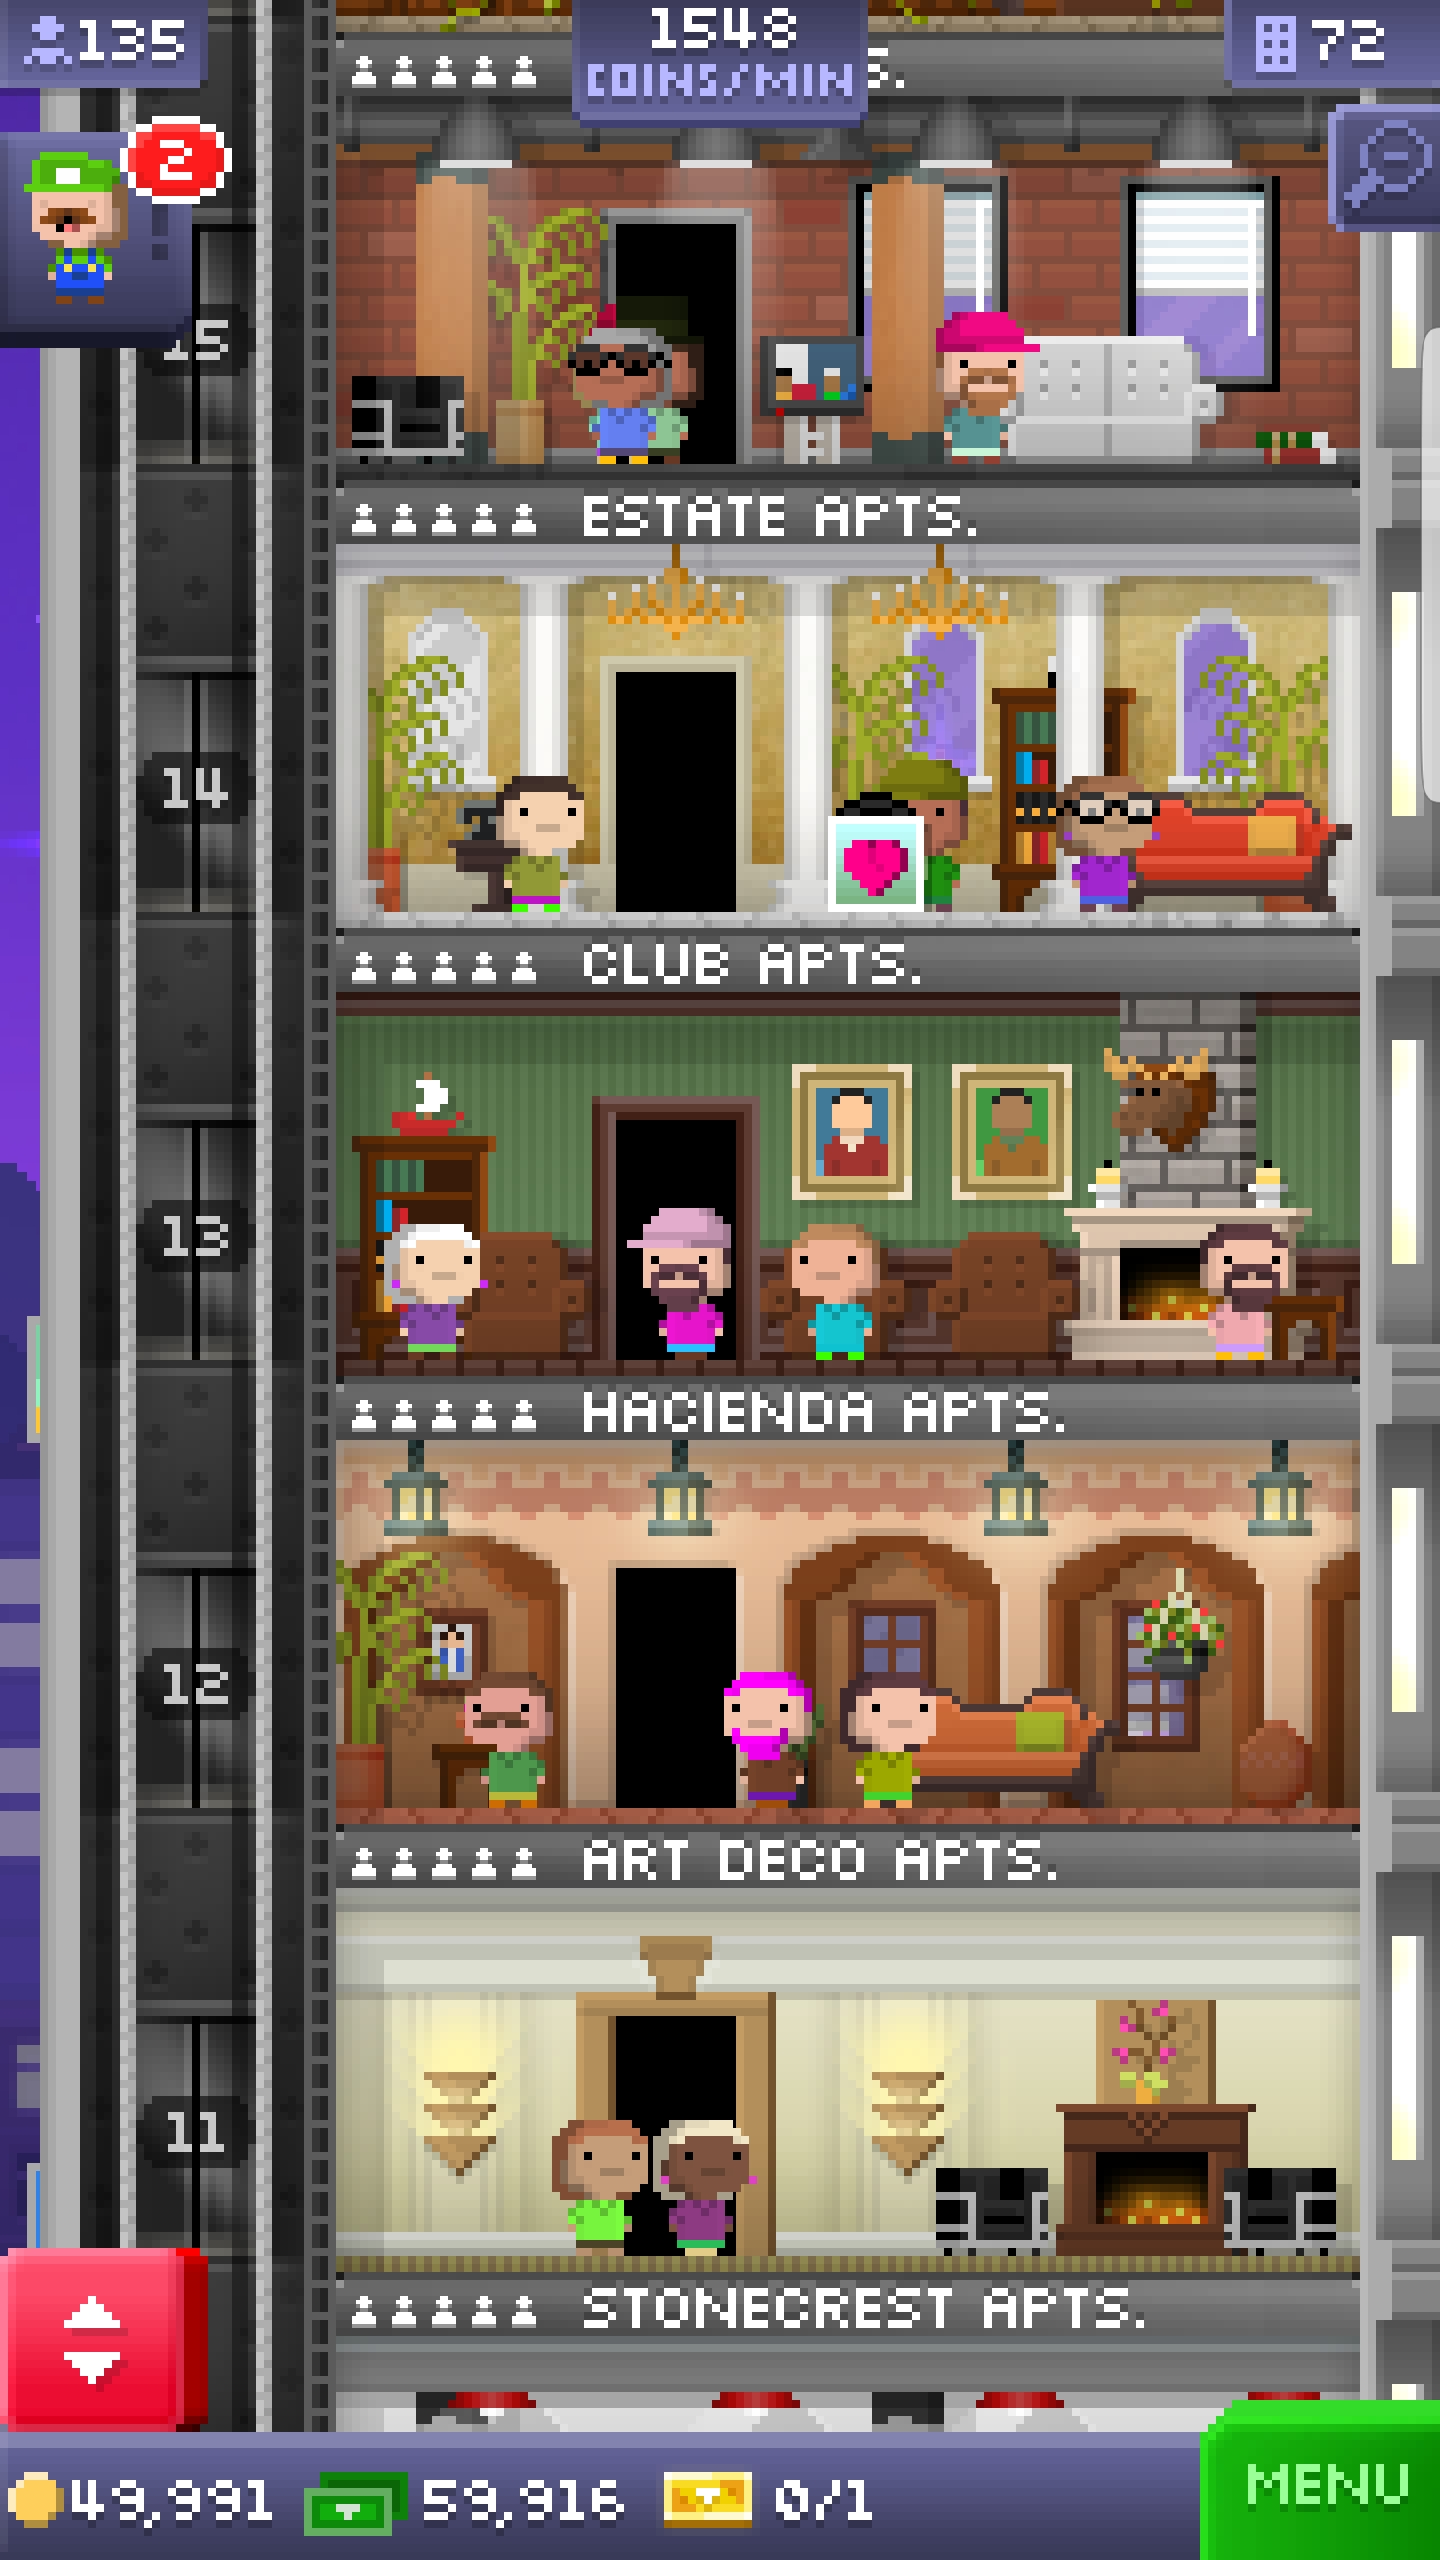 135
1548
COINS/MIN
72
S.
2
15
ESTATE APTS.
14
CLUB APTS.
13
HACIENDA APTS.
12
ART DECO APTS.
11
STONECREST APTS.
MENU
49,991
59,916
0/1